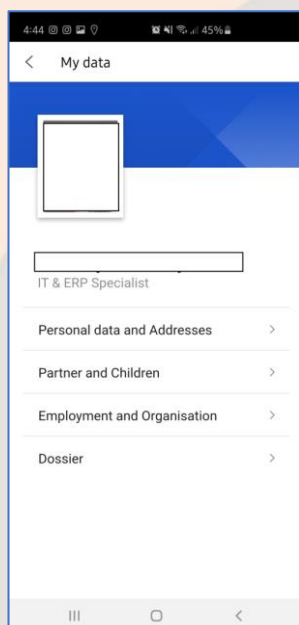 4:44 45%
My data
IT & ERP Specialist
Personal data and Addresses
Partner and Children
Employment and Organisation
Dossier